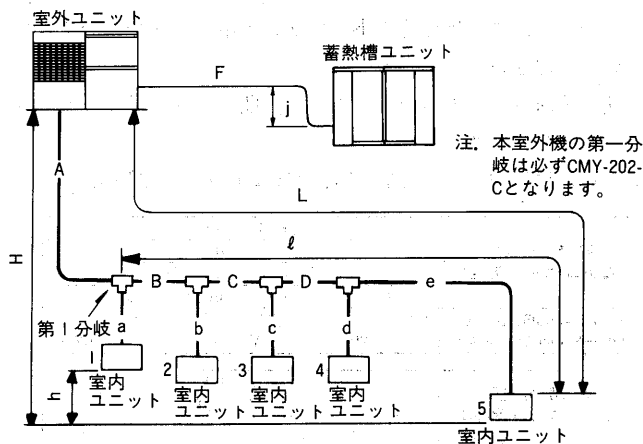 室外ユニット
蓄熱槽ユニット
F
j
注. 本室外機の第一分
岐は必ずCMY-202-
Cとなります。
A
L
H
ℓ
B
C
D
e
第1分岐
a
b
c
d
1
2
3
4
室内
ユニット
室内
ユニット
室内
ユニット
室内
ユニット
h
5
室内ユニット